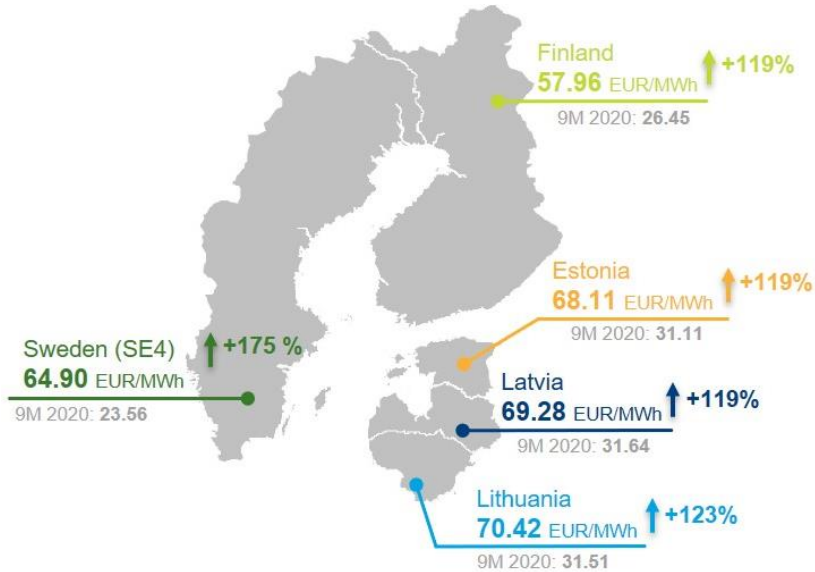 Finland
57.96 EUR/MWh
+119%
9M 2020: 26.45
Estonia
68.11 EUR/MWh
+119%
9M 2020: 31.11
Sweden (SE4)
+175 %
64.90 EUR/MWh
9M 2020: 23.56
Latvia
69.28 EUR/MWh
+119%
9M 2020: 31.64
Lithuania
70.42 EUR/MWh
+123%
9M 2020: 31.51